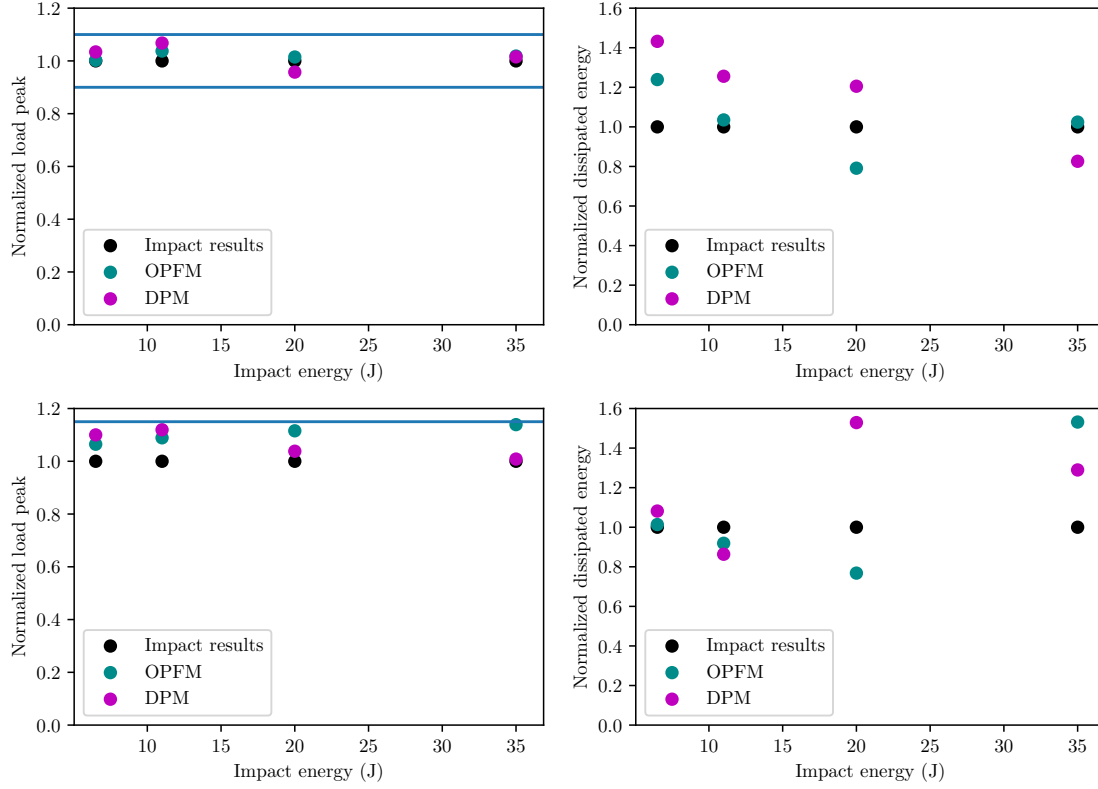 Normalized load peak
1.2
1.0
0.8
0.6
0.4
0.2
0.0
Impact results
OPFM
DPM
10 15 20 25 30 35
Impact energy (J)
Normalized dissipated energy
1.6
1.4
1.2
1.0
0.8
0.6
0.4
0.2
0.0
Impact results
OPFM
DPM
10 15 20 25 30 35
Impact energy (J)
Normalized load peak
1.2
1.0
0.8
0.6
0.4
0.2
0.0
Impact results
OPFM
DPM
10 15 20 25 30 35
Impact energy (J)
Normalized dissipated energy
1.6
1.4
1.2
1.0
0.8
0.6
0.4
0.2
0.0
Impact results
OPFM
DPM
10 15 20 25 30 35
Impact energy (J)